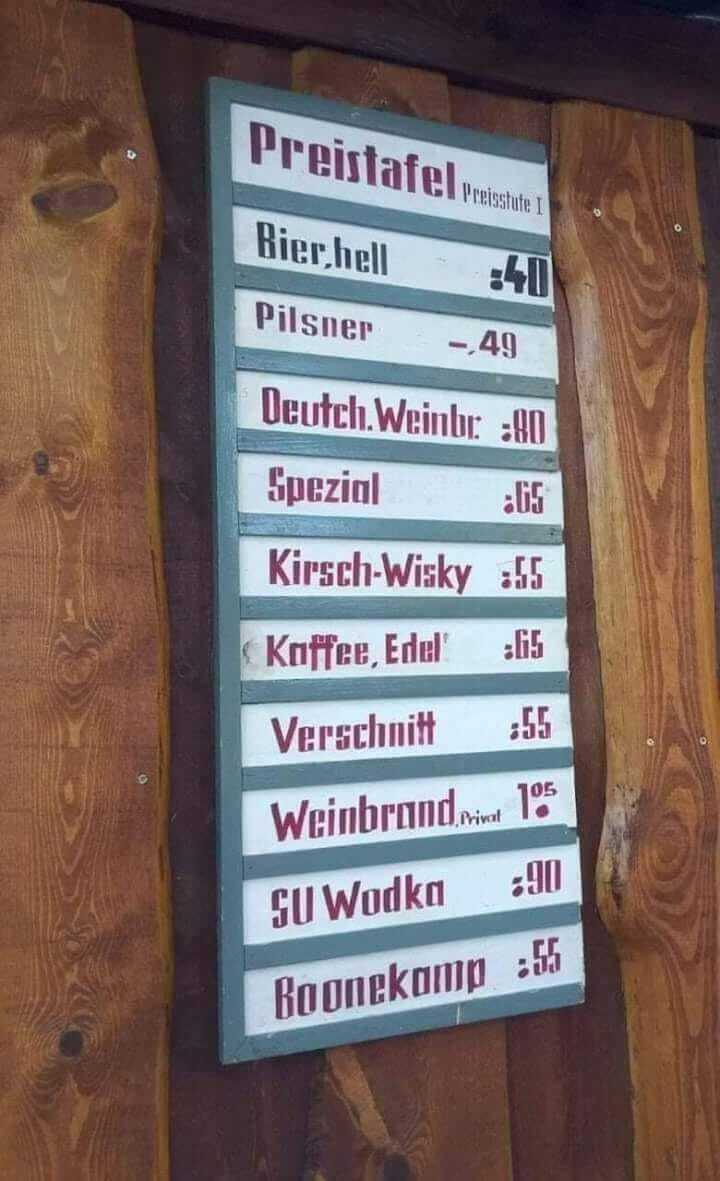 Preistafel Preisstufe I
Bier,hell :40
Pilsner -,49
Deutch.Weinbr. :80
Spezial :65
Kirsch-Wisky :55
Kaffee, Edel' :65
Verschnitt :55
Weinbrand,Privat 1.05
SU Wodka :90
Boonekamp :55